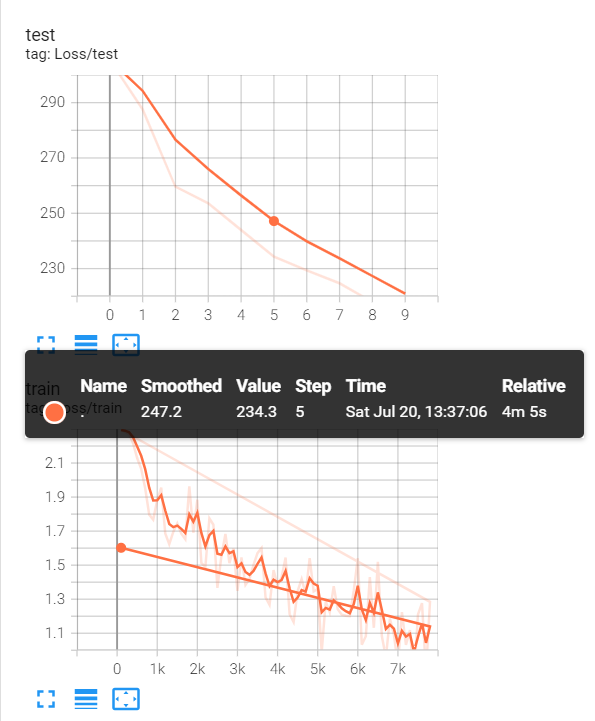 test
tag: Loss/test
290
270
250
230
0 1 2 3 4 5 6 7 8 9
train
tag: Loss/train
Name Smoothed Value Step Time Relative
. 247.2 234.3 5 Sat Jul 20, 13:37:06 4m 5s
2.1
1.9
1.7
1.5
1.3
1.1
0 1k 2k 3k 4k 5k 6k 7k